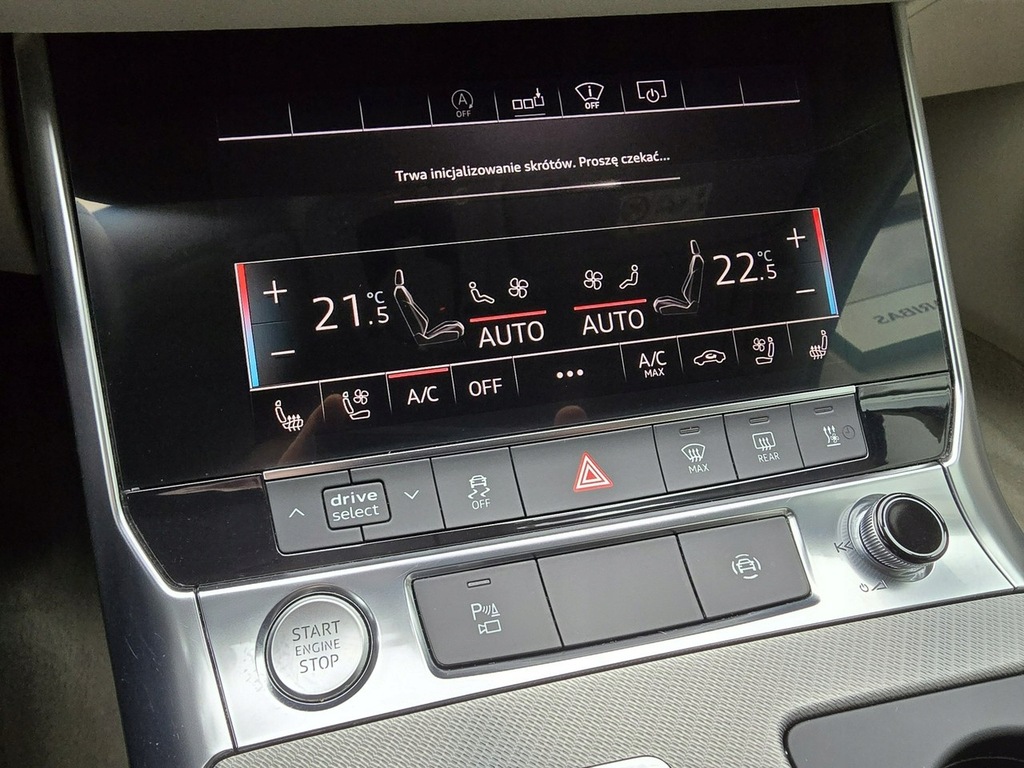 A
OFF
i
OFF
Trwa inicjalizowanie skrótów. Proszę czekać...
+ 21.5 °C
AUTO
AUTO
22.5 °C +
−
−
A/C
OFF
•••
A/C
MAX
drive
select
OFF
MAX
REAR
START
ENGINE
STOP
P